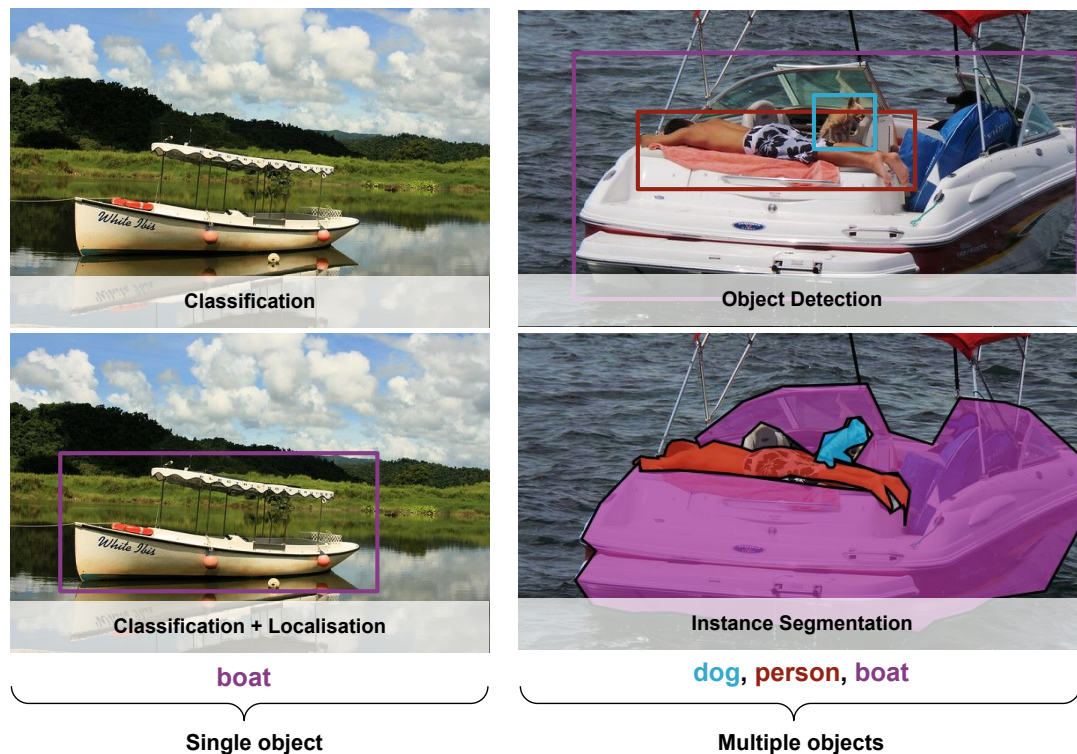 White Ibis
Classification
Object Detection
White Ibis
Classification + Localisation
Instance Segmentation
boat
dog, person, boat
Single object
Multiple objects